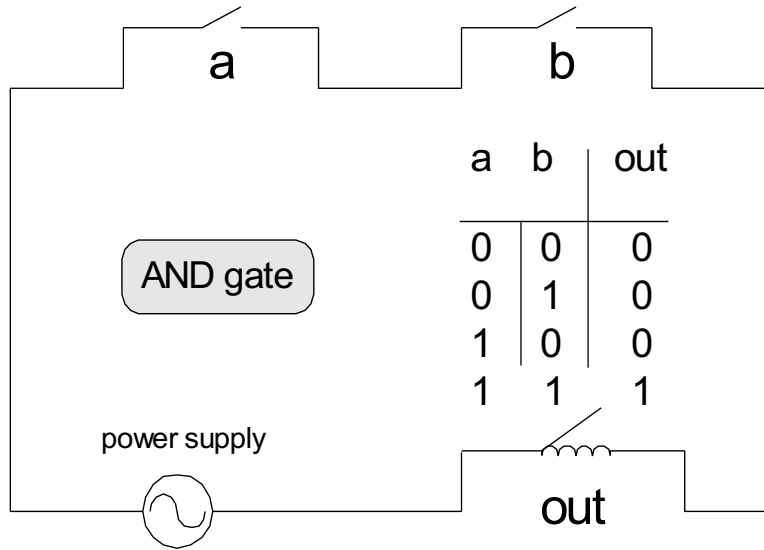 a
b
a b out
0 0 0
0 1 0
1 0 0
1 1 1
AND gate
power supply
out